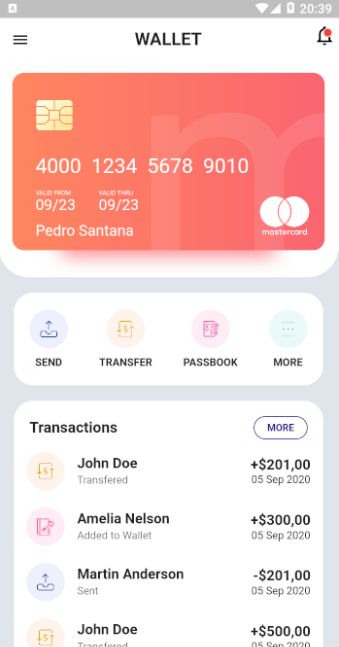 20:39
WALLET
4000 1234 5678 9010
VALID FROM VALID THRU
09/23 09/23
Pedro Santana
mastercard
SEND TRANSFER PASSBOOK MORE
Transactions MORE
John Doe +$201,00
Transfered 05 Sep 2020
Amelia Nelson +$300,00
Added to Wallet 05 Sep 2020
Martin Anderson -$201,00
Sent 05 Sep 2020
John Doe +$500,00
Transfered 05 Sep 2020